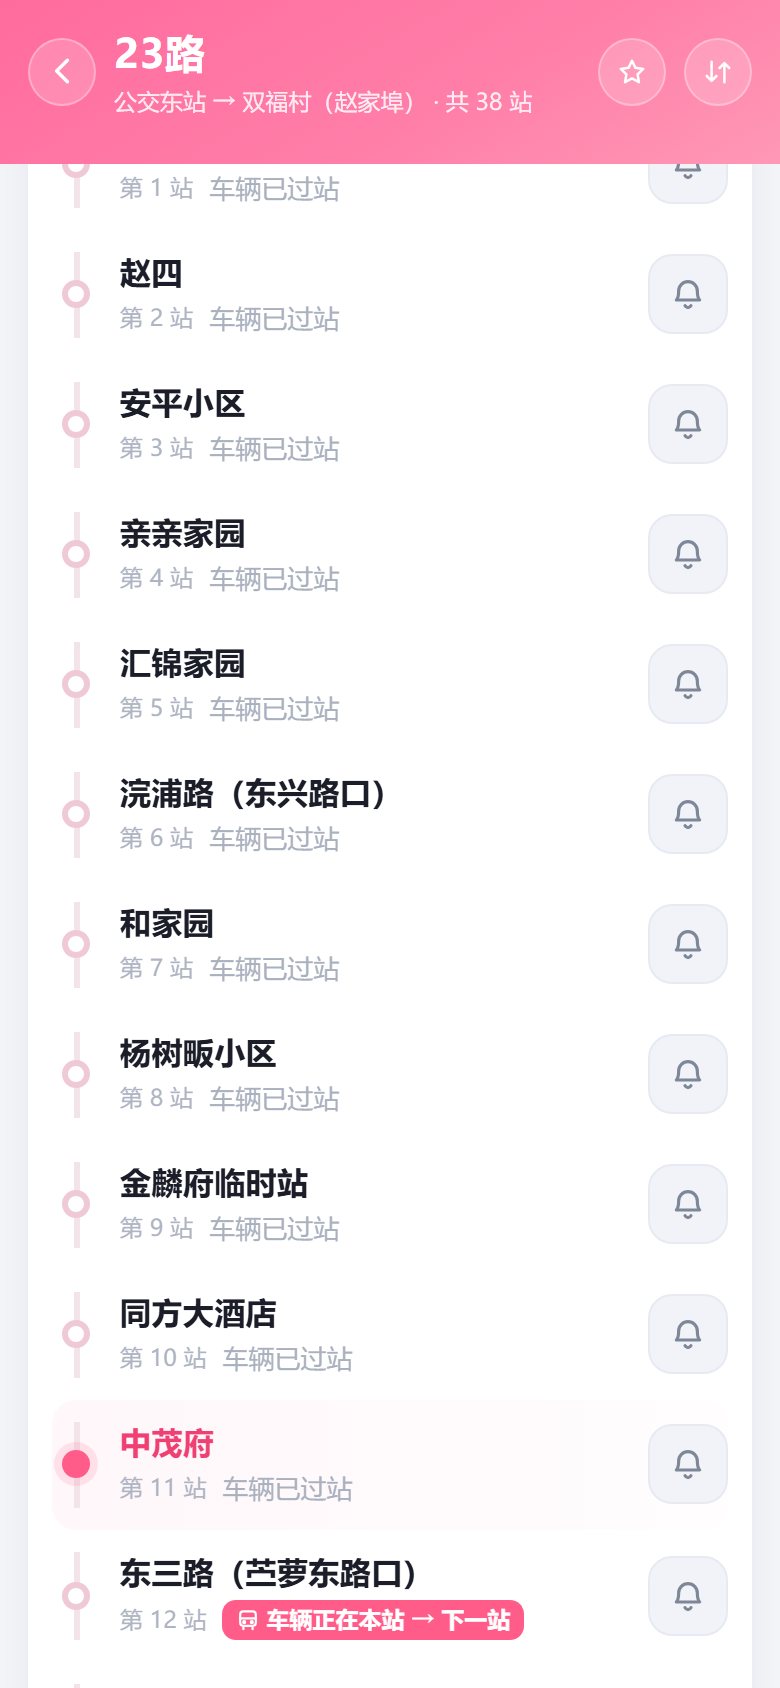 23路
公交东站 → 双福村（赵家埠） · 共 38 站
第 1 站 车辆已过站
赵四
第 2 站 车辆已过站
安平小区
第 3 站 车辆已过站
亲亲家园
第 4 站 车辆已过站
汇锦家园
第 5 站 车辆已过站
浣浦路（东兴路口）
第 6 站 车辆已过站
和家园
第 7 站 车辆已过站
杨树畈小区
第 8 站 车辆已过站
金麟府临时站
第 9 站 车辆已过站
同方大酒店
第 10 站 车辆已过站
中茂府
第 11 站 车辆已过站
东三路（苎萝东路口）
第 12 站 车辆正在本站 → 下一站